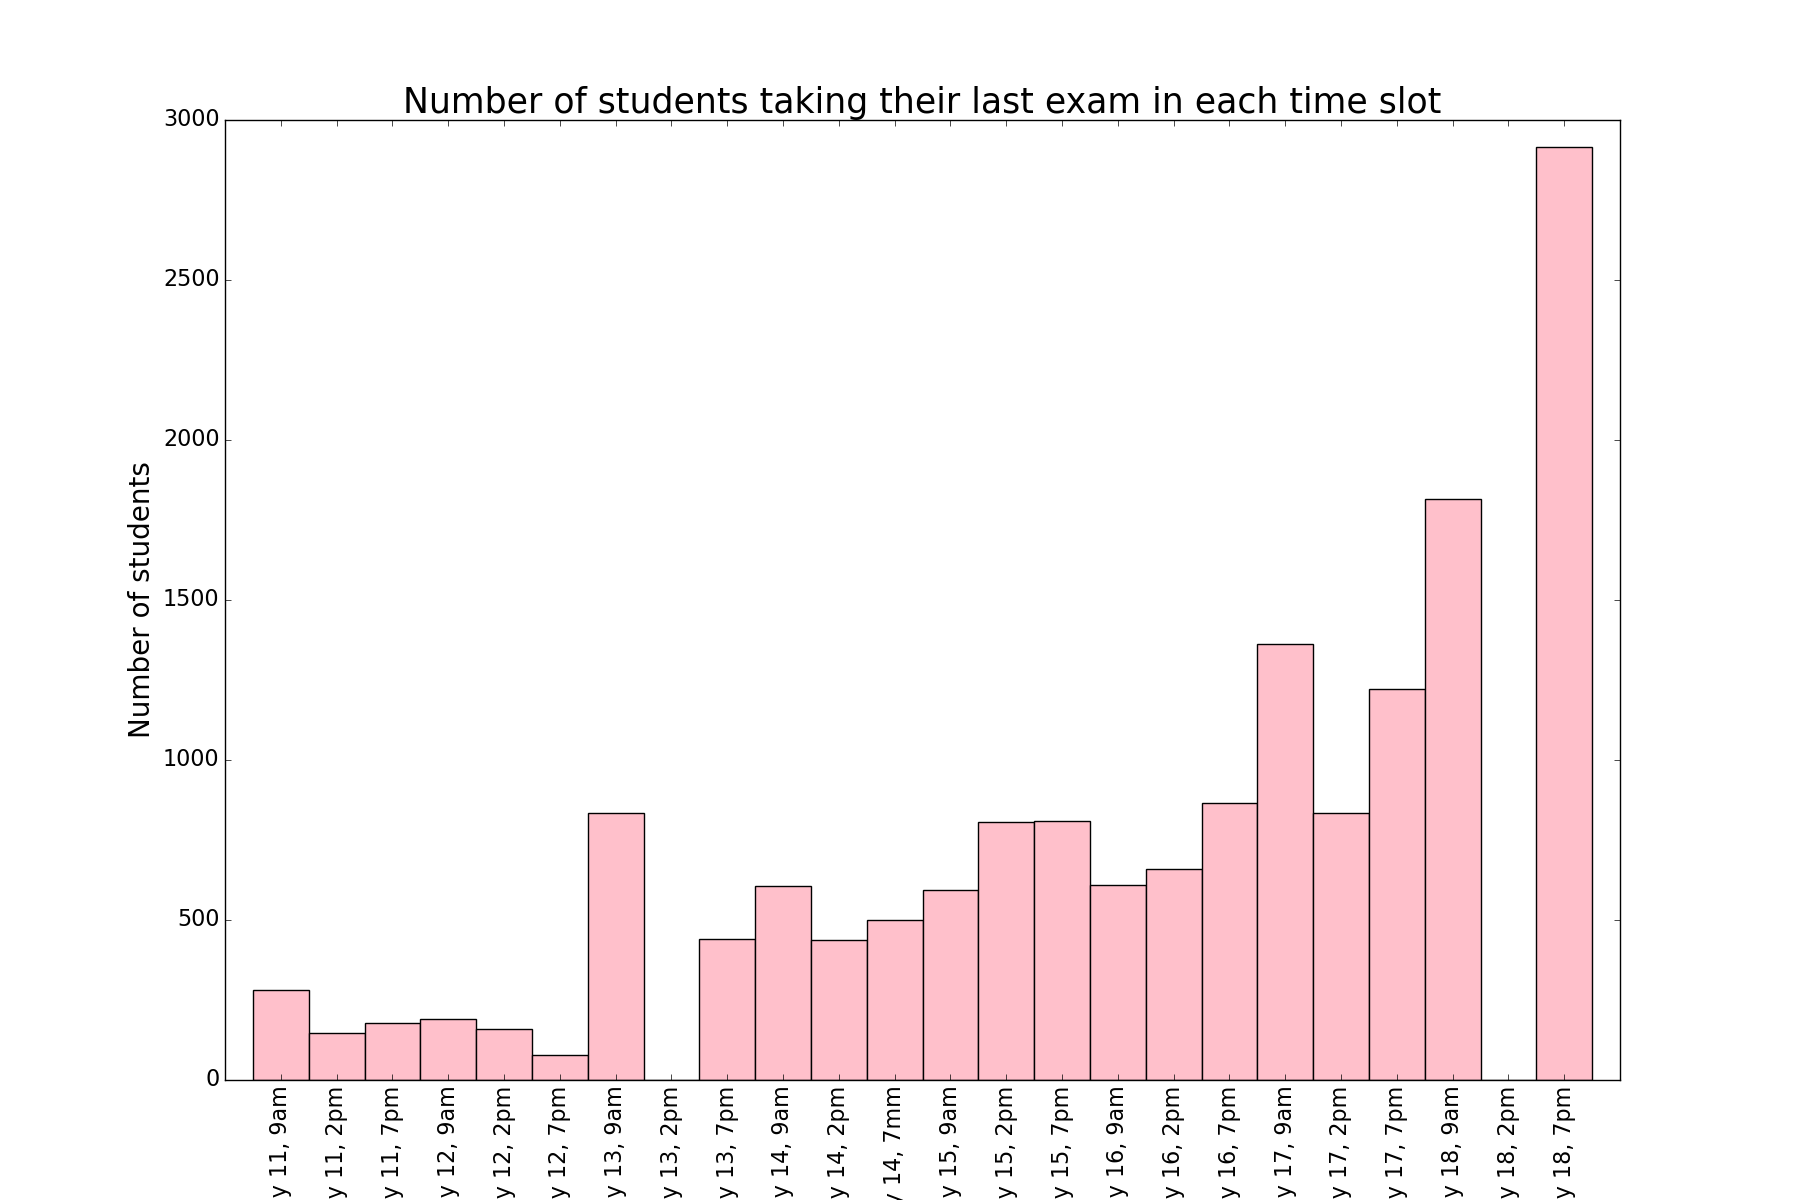 Number of students taking their last exam in each time slot
3000
2500
2000
1500
1000
500
0
Number of students
y 11, 9am
y 11, 2pm
y 11, 7pm
y 12, 9am
y 12, 2pm
y 12, 7pm
y 13, 9am
y 13, 2pm
y 13, 7pm
y 14, 9am
y 14, 2pm
y 14, 7mm
y 15, 9am
y 15, 2pm
y 15, 7pm
y 16, 9am
y 16, 2pm
y 16, 7pm
y 17, 9am
y 17, 2pm
y 17, 7pm
y 18, 9am
y 18, 2pm
y 18, 7pm